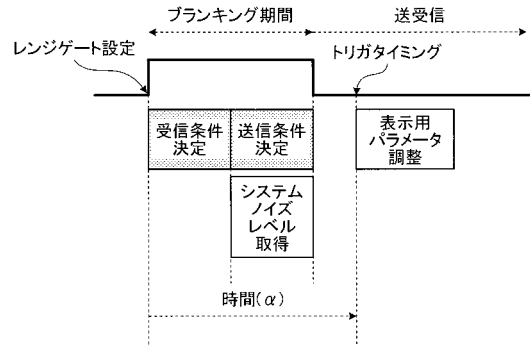 ブランキング期間
送受信
レンジゲート設定
トリガタイミング
受信条件
決定
送信条件
決定
表示用
パラメータ
調整
システム
ノイズ
レベル
取得
時間(α)